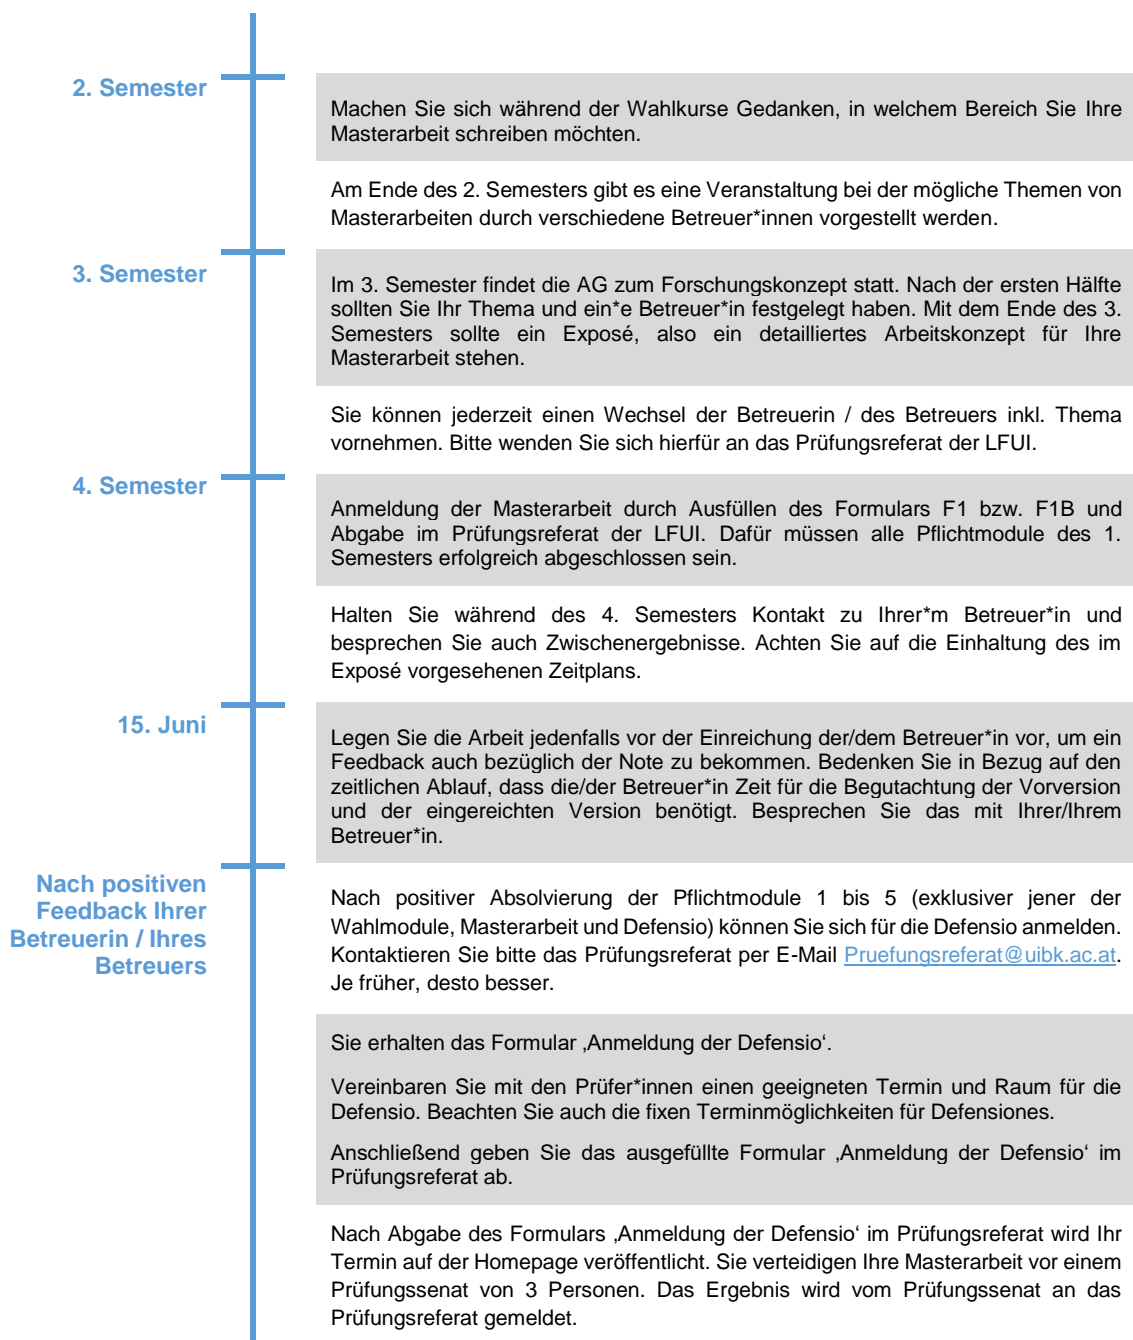 2. Semester
Machen Sie sich während der Wahlkurse Gedanken, in welchem Bereich Sie Ihre
Masterarbeit schreiben möchten.
Am Ende des 2. Semesters gibt es eine Veranstaltung bei der mögliche Themen von
Masterarbeiten durch verschiedene Betreuer*innen vorgestellt werden.
3. Semester
Im 3. Semester findet die AG zum Forschungskonzept statt. Nach der ersten Hälfte
sollten Sie Ihr Thema und ein*e Betreuer*in festgelegt haben. Mit dem Ende des 3.
Semesters sollte ein Exposé, also ein detailliertes Arbeitskonzept für Ihre
Masterarbeit stehen.
Sie können jederzeit einen Wechsel der Betreuerin / des Betreuers inkl. Thema
vornehmen. Bitte wenden Sie sich hierfür an das Prüfungsreferat der LFUI.
4. Semester
Anmeldung der Masterarbeit durch Ausfüllen des Formulars F1 bzw. F1B und
Abgabe im Prüfungsreferat der LFUI. Dafür müssen alle Pflichtmodule des 1.
Semesters erfolgreich abgeschlossen sein.
Halten Sie während des 4. Semesters Kontakt zu Ihrer*m Betreuer*in und
besprechen Sie auch Zwischenergebnisse. Achten Sie auf die Einhaltung des im
Exposé vorgesehenen Zeitplans.
15. Juni
Legen Sie die Arbeit jedenfalls vor der Einreichung der/dem Betreuer*in vor, um ein
Feedback auch bezüglich der Note zu bekommen. Bedenken Sie in Bezug auf den
zeitlichen Ablauf, dass die/der Betreuer*in Zeit für die Begutachtung der Vorversion
und der eingereichten Version benötigt. Besprechen Sie das mit Ihrer/Ihrem
Betreuer*in.
Nach positiven
Feedback Ihrer
Betreuerin / Ihres
Betreuers
Nach positiver Absolvierung der Pflichtmodule 1 bis 5 (exklusiver jener der
Wahlmodule, Masterarbeit und Defensio) können Sie sich für die Defensio anmelden.
Kontaktieren Sie bitte das Prüfungsreferat per E-Mail Pruefungsreferat@uibk.ac.at.
Je früher, desto besser.
Sie erhalten das Formular ‚Anmeldung der Defensio‘.
Vereinbaren Sie mit den Prüfer*innen einen geeigneten Termin und Raum für die
Defensio. Beachten Sie auch die fixen Terminmöglichkeiten für Defensiones.
Anschließend geben Sie das ausgefüllte Formular ‚Anmeldung der Defensio‘ im
Prüfungsreferat ab.
Nach Abgabe des Formulars ‚Anmeldung der Defensio‘ im Prüfungsreferat wird Ihr
Termin auf der Homepage veröffentlicht. Sie verteidigen Ihre Masterarbeit vor einem
Prüfungssenat von 3 Personen. Das Ergebnis wird vom Prüfungssenat an das
Prüfungsreferat gemeldet.